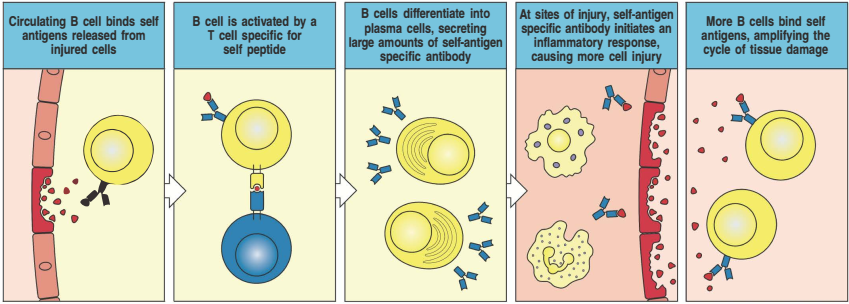 Circulating B cell binds self
antigens released from
injured cells
B cell is activated by a
T cell specific for
self peptide
B cells differentiate into
plasma cells, secreting
large amounts of self-antigen
specific antibody
At sites of injury, self-antigen
specific antibody initiates an
inflammatory response,
causing more cell injury
More B cells bind self
antigens, amplifying the
cycle of tissue damage